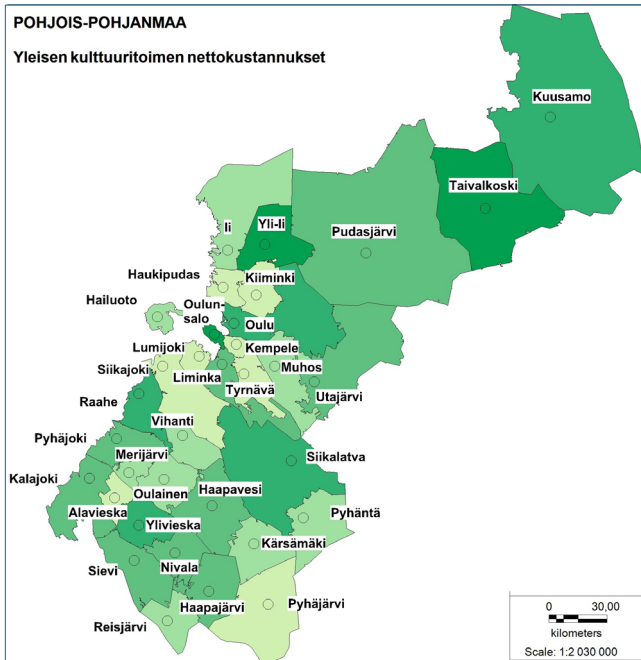 POHJOIS-POHJANMAA
Yleisen kulttuuritoimen nettokustannukset
Kuusamo
Taivalkoski
Ii
Yli-Ii
Pudasjärvi
Haukipudas
Kiiminki
Hailuoto
Oulun-
salo
Oulu
Lumijoki
Kempele
Siikajoki
Liminka
Muhos
Tyrnävä
Utajärvi
Raahe
Vihanti
Pyhäjoki
Merijärvi
Siikalatva
Kalajoki
Oulainen
Haapavesi
Alavieska
Pyhäntä
Ylivieska
Kärsämäki
Sievi
Nivala
Haapajärvi
Pyhäjärvi
Reisjärvi
0 30,00
kilometers
Scale: 1:2 030 000